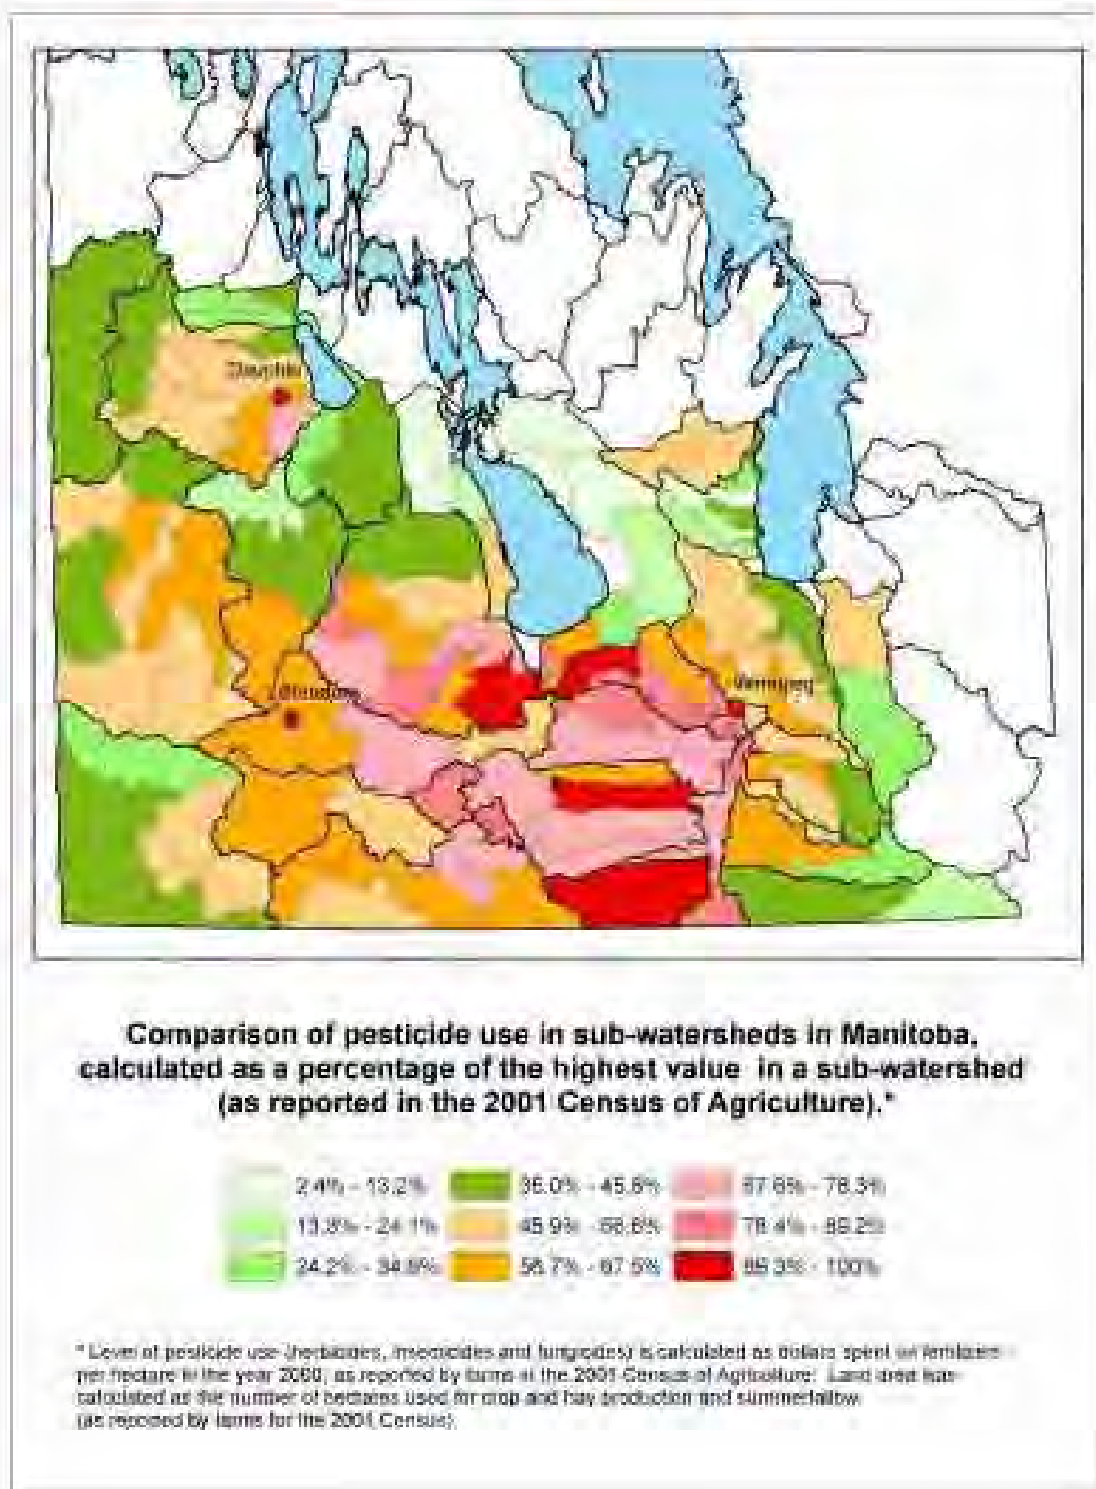 Dauphin
Brandon
Winnipeg
Comparison of pesticide use in sub-watersheds in Manitoba,
calculated as a percentage of the highest value in a sub-watershed
(as reported in the 2001 Census of Agriculture).*
2.4% - 13.2% 36.0% - 45.8% 67.6% - 78.3%
13.3% - 24.1% 45.9% - 56.6% 78.4% - 89.2%
24.2% - 34.9% 56.7% - 67.5% 89.3% - 100%
* Level of pesticide use (herbicides, insecticides and fungicides) is calculated as dollars spent on fertilizers
per hectare in the year 2000, as reported by farms in the 2001 Census of Agriculture. Land area was
calculated as the number of hectares used for crop and hay production and summerfallow
(as reported by farms for the 2001 Census).